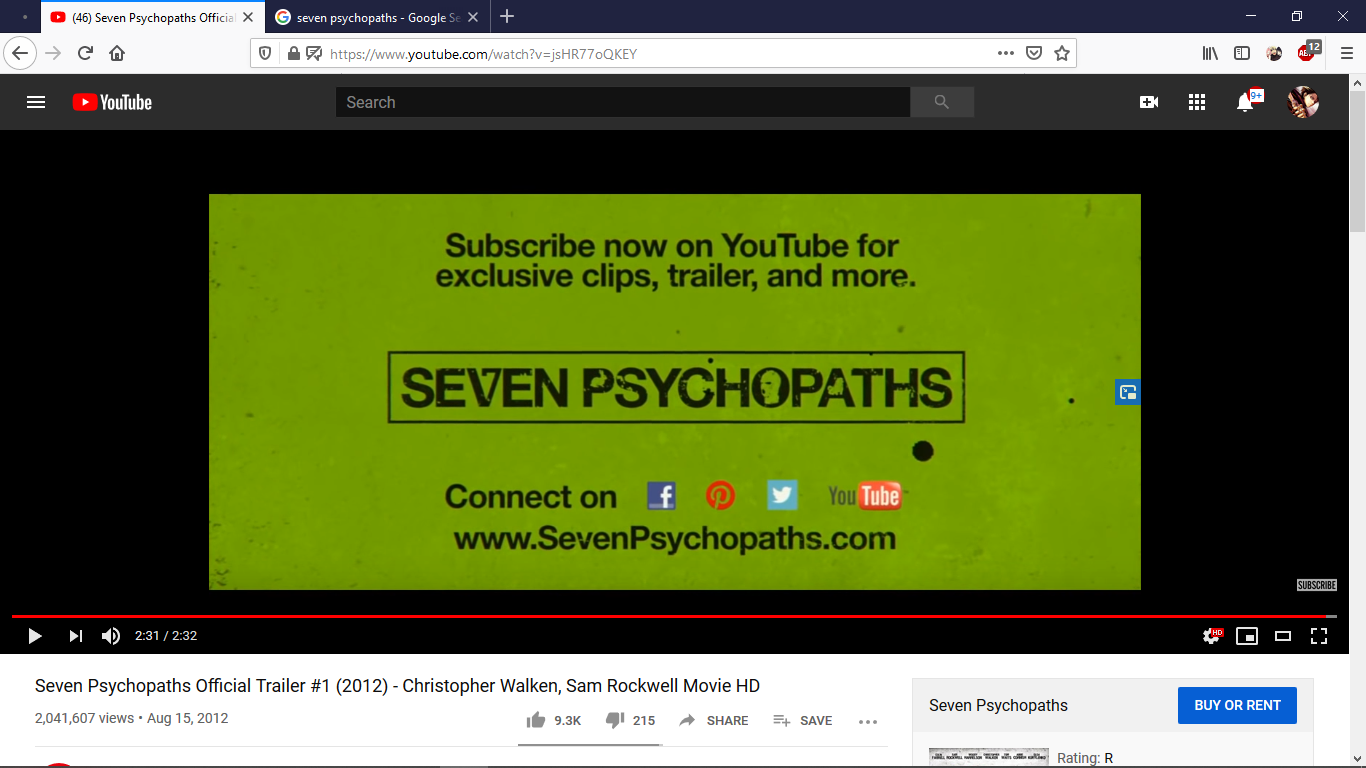 (46) Seven Psychopaths Official
seven psychopaths - Google Se
https://www.youtube.com/watch?v=jsHR77oQKEY
12
YouTube
Search
9+
Subscribe now on YouTube for
exclusive clips, trailer, and more.
SEVEN PSYCHOPATHS
Connect on f YouTube
www.SevenPsychopaths.com
SUBSCRIBE
2:31 / 2:32
HD
Seven Psychopaths Official Trailer #1 (2012) - Christopher Walken, Sam Rockwell Movie HD
2,041,607 views • Aug 15, 2012
9.3K
215
SHARE
SAVE
Seven Psychopaths
BUY OR RENT
Rating: R